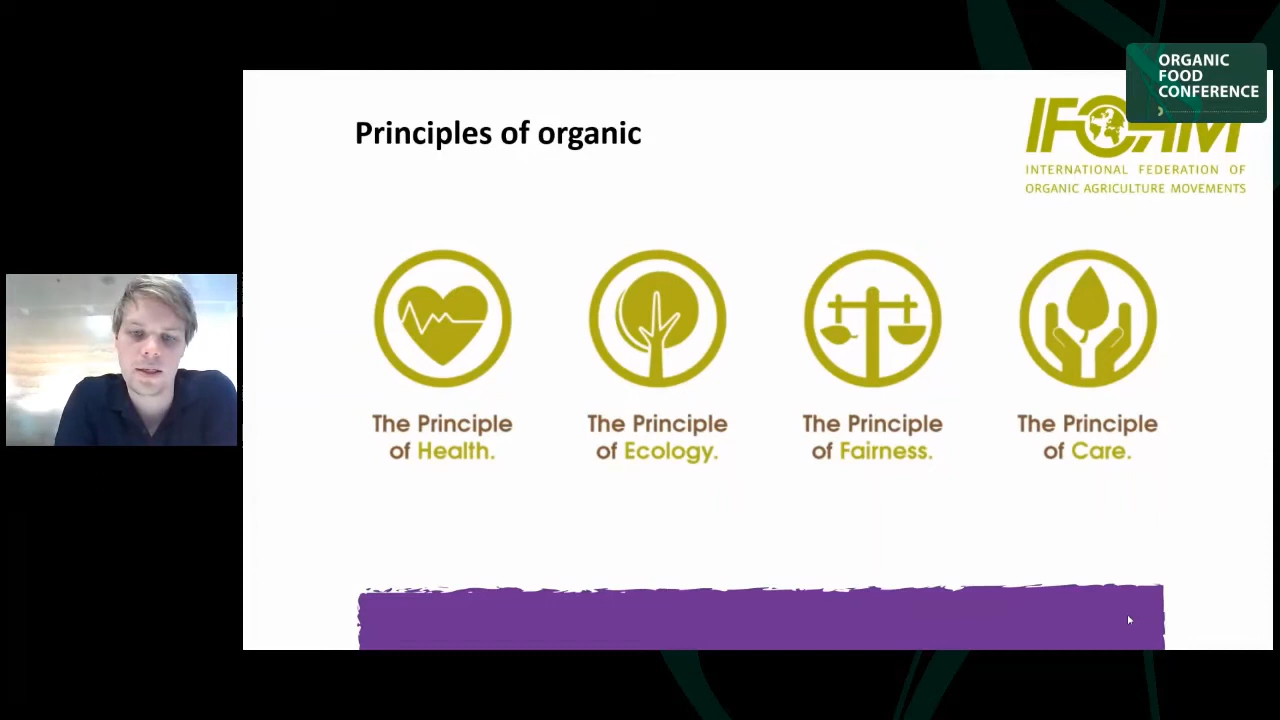 ORGANIC
FOOD
CONFERENCE
Principles of organic
IFOAM
INTERNATIONAL FEDERATION OF
ORGANIC AGRICULTURE MOVEMENTS
The Principle
of Health.
The Principle
of Ecology.
The Principle
of Fairness.
The Principle
of Care.